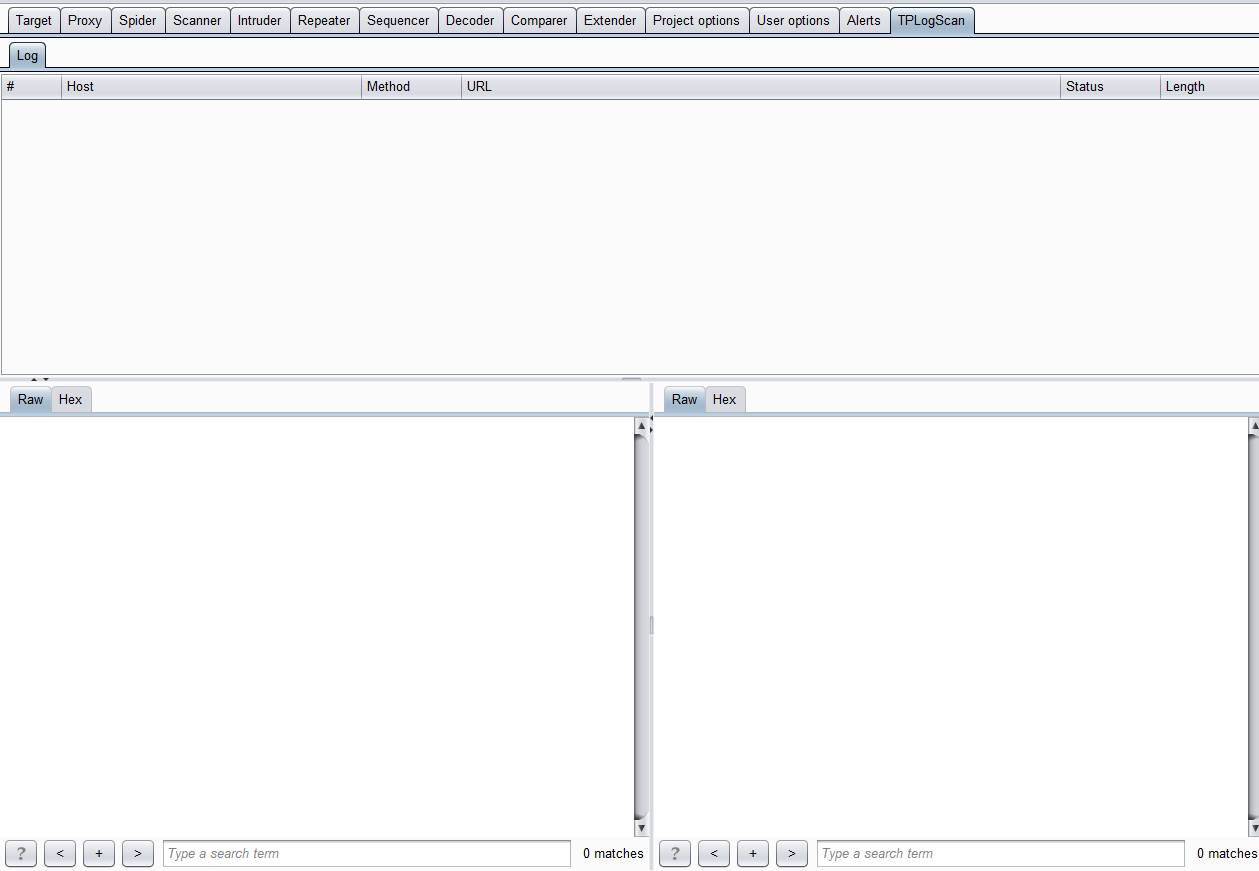 Target Proxy Spider Scanner Intruder Repeater Sequencer Decoder Comparer Extender Project options User options Alerts TPLogScan
Log
# Host Method URL Status Length
Raw Hex Raw Hex
? < + > Type a search term 0 matches ? < + > Type a search term 0 matches